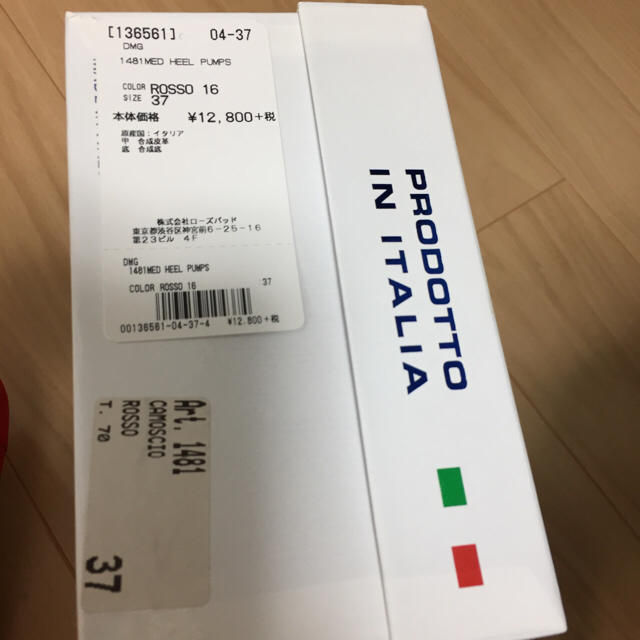 [136561] 04-37
DMG
1481MED HEEL PUMPS
COLOR ROSSO 16
SIZE 37
本体価格 ¥12,800+税
原産国:イタリア
甲 合成皮革
底 合成底
株式会社ローズバッド
東京都渋谷区神宮前6-25-16
第23ビル 4F
DMG
1481MED HEEL PUMPS
COLOR ROSSO 16 37
00136561-04-37-4 ¥12,800+税
PRODOTTO
IN ITALIA
Art. 1481
CAMOSCIO
ROSSO
T. 70
37